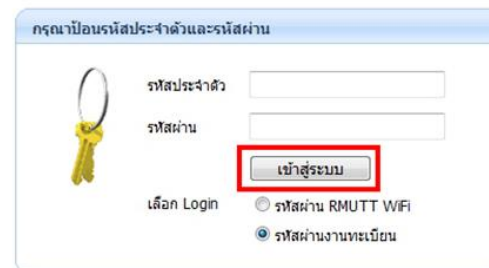 กรุณาป้อนรหัสประจำตัวและรหัสผ่าน
รหัสประจำตัว
รหัสผ่าน
เข้าสู่ระบบ
เลือก Login รหัสผ่าน RMUTT WiFi
รหัสผ่านงานทะเบียน